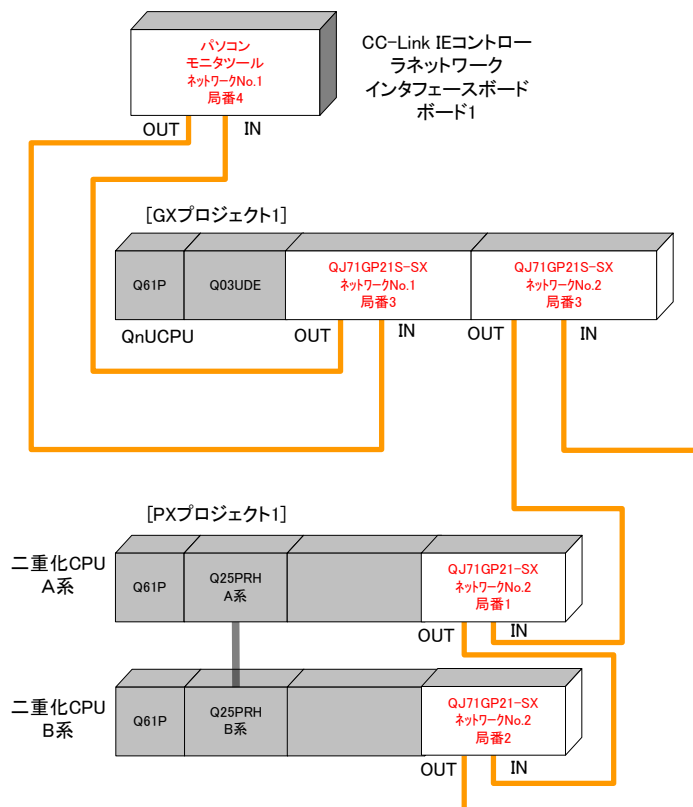 パソコン
モニタツール
ネットワークNo.1
局番4
CC-Link IEコントロー
ラネットワーク
インタフェースボード
ボード1
OUT
IN
[GXプロジェクト1]
Q61P
Q03UDE
QJ71GP21S-SX
ネットワークNo.1
局番3
QJ71GP21S-SX
ネットワークNo.2
局番3
QnUCPU
OUT
IN
OUT
IN
[PXプロジェクト1]
二重化CPU
A系
Q61P
Q25PRH
A系
QJ71GP21-SX
ネットワークNo.2
局番1
OUT
IN
二重化CPU
B系
Q61P
Q25PRH
B系
QJ71GP21-SX
ネットワークNo.2
局番2
OUT
IN